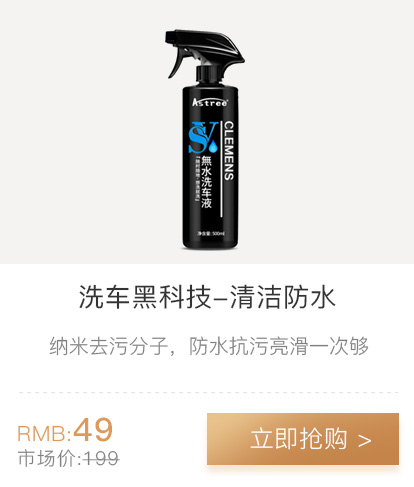 Astree®
SV
CLEMENS
無水洗车液
净含量:500ml
洗车黑科技-清洁防水
纳米去污分子，防水抗污亮滑一次够
RMB:49
立即抢购 >
市场价:199